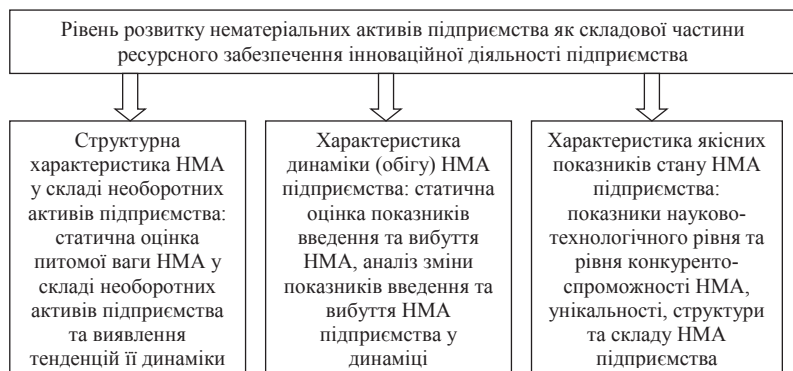 Рівень розвитку нематеріальних активів підприємства як складової частини
ресурсного забезпечення інноваційної діяльності підприємства
Структурна
характеристика НМА
у складі необоротних
активів підприємства:
статична оцінка
питомої ваги НМА у
складі необоротних
активів підприємства
та виявлення
тенденцій її динаміки
Характеристика
динаміки (обігу) НМА
підприємства: статична
оцінка показників
введення та вибуття
НМА, аналіз зміни
показників введення та
вибуття НМА
підприємства у
динаміці
Характеристика якісних
показників стану НМА
підприємства:
показники науково-
технологічного рівня та
рівня конкуренто-
спроможності НМА,
унікальності, структури
та складу НМА
підприємства